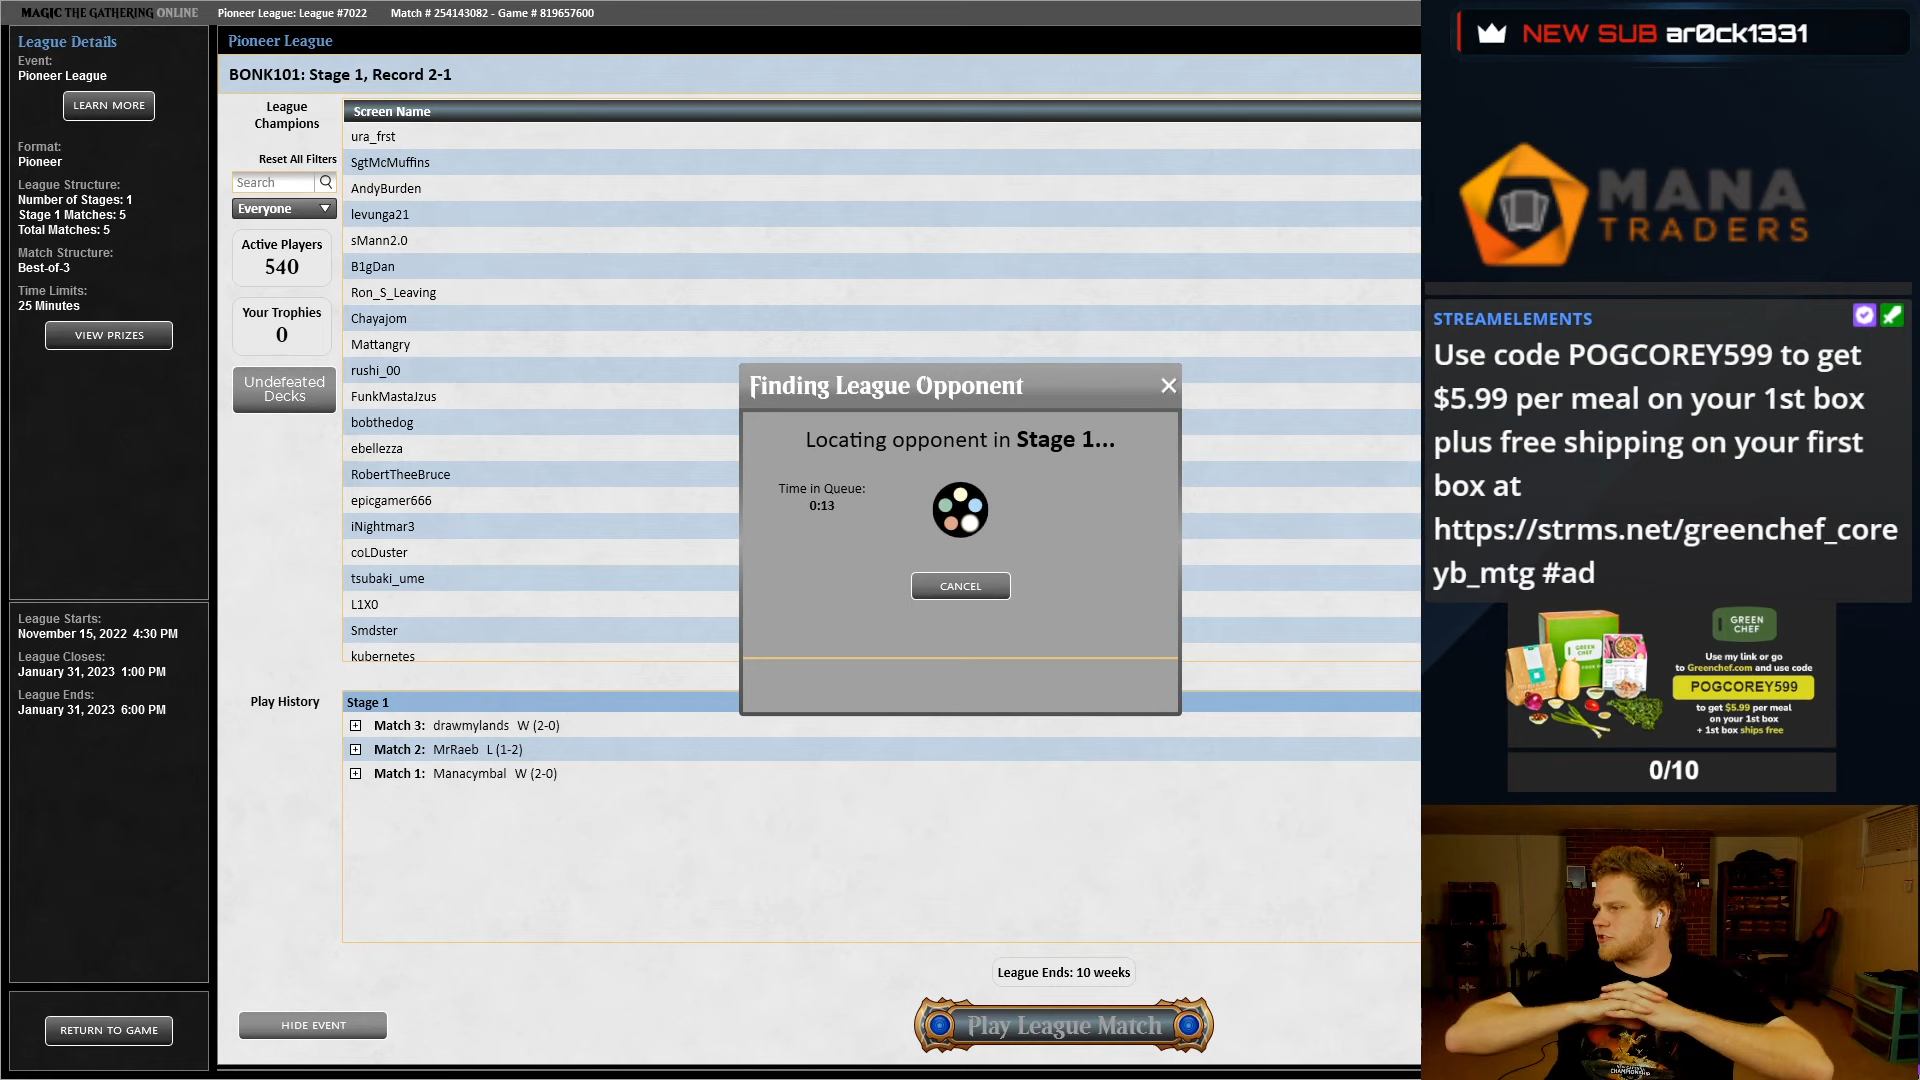 MAGIC THE GATHERING ONLINE
Pioneer League: League #7022
Match # 254143082 - Game # 819657600
League Details
Event:
Pioneer League
LEARN MORE
Format:
Pioneer
League Structure:
Number of Stages: 1
Stage 1 Matches: 5
Total Matches: 5
Match Structure:
Best-of-3
Time Limits:
25 Minutes
VIEW PRIZES
League Starts:
November 15, 2022 4:30 PM
League Closes:
January 31, 2023 1:00 PM
League Ends:
January 31, 2023 6:00 PM
RETURN TO GAME
Pioneer League
BONK101: Stage 1, Record 2-1
League
Champions
Reset All Filters
Search
Everyone
Active Players
540
Your Trophies
0
Undefeated
Decks
Screen Name
ura_frst
SgtMcMuffins
AndyBurden
levunga21
sMann2.0
B1gDan
Ron_S_Leaving
Chayajom
Mattangry
rushi_00
FunkMastaJzus
bobthedog
ebellezza
RobertTheeBruce
epicgamer666
iNightmar3
coLDuster
tsubaki_ume
L1X0
Smdster
kubernetes
Finding League Opponent
Locating opponent in Stage 1...
Time in Queue:
0:13
CANCEL
Play History
Stage 1
Match 3: drawmylands W (2-0)
Match 2: MrRaeb L (1-2)
Match 1: Manacymbal W (2-0)
League Ends: 10 weeks
HIDE EVENT
Play League Match
NEW SUB ar0ck1331
MANA
TRADERS
STREAMELEMENTS
Use code POGCOREY599 to get
$5.99 per meal on your 1st box
plus free shipping on your first
box at
https://strms.net/greenchef_core
yb_mtg #ad
GREEN
CHEF
Use my link or go
to Greenchef.com and use code
POGCOREY599
to get $5.99 per meal
on your 1st box
+ 1st box ships free
0/10